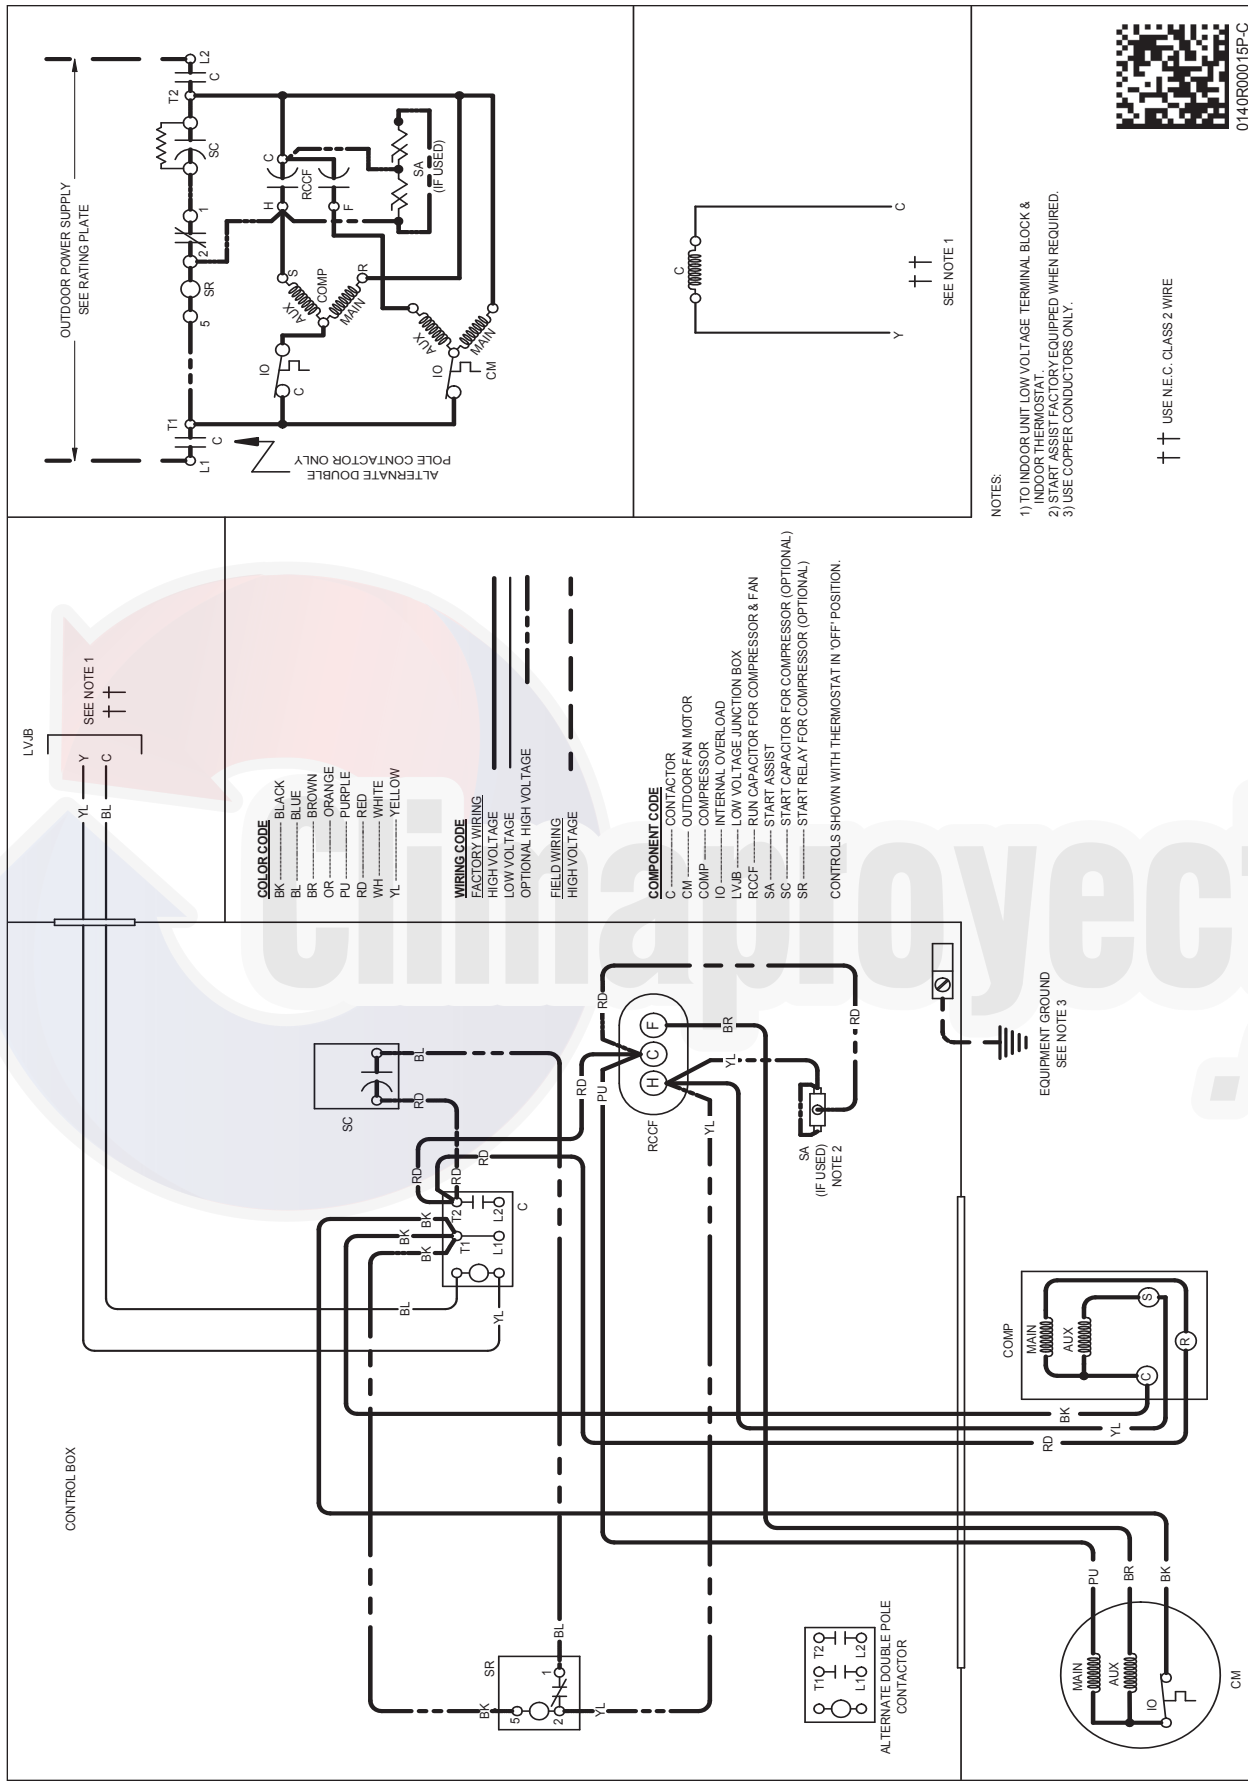 CONTROL BOX
SR
BK
5
2
1
BL
YL
ALTERNATE DOUBLE POLE
CONTACTOR
T1
T2
L1
L2
BL
YL
BK
BK
BK
T1
T2
L1
L2
C
RD
RD
RD
SC
RD
BL
RD
PU
RD
RCCF
H
C
F
YL
YL
BR
RD
SA
(IF USED)
NOTE 2
EQUIPMENT GROUND
SEE NOTE 3
COMP
MAIN
AUX
C
S
R
BK
YL
RD
PU
BR
BK
MAIN
AUX
IO
CM
LVJB
YL
Y
BL
C
SEE NOTE 1
COLOR CODE
BK ---------- BLACK
BL ---------- BLUE
BR ---------- BROWN
OR ---------- ORANGE
PU ---------- PURPLE
RD ---------- RED
WH ---------- WHITE
YL ---------- YELLOW
WIRING CODE
FACTORY WIRING
HIGH VOLTAGE
LOW VOLTAGE
OPTIONAL HIGH VOLTAGE
FIELD WIRING
HIGH VOLTAGE
COMPONENT CODE
C ---------- CONTACTOR
CM ---------- OUTDOOR FAN MOTOR
COMP ------ COMPRESSOR
IO ---------- INTERNAL OVERLOAD
LVJB ------- LOW VOLTAGE JUNCTION BOX
RCCF ------ RUN CAPACITOR FOR COMPRESSOR & FAN
SA ---------- START ASSIST
SC ---------- START CAPACITOR FOR COMPRESSOR (OPTIONAL)
SR ---------- START RELAY FOR COMPRESSOR (OPTIONAL)
CONTROLS SHOWN WITH THERMOSTAT IN 'OFF' POSITION.
OUTDOOR POWER SUPPLY
SEE RATING PLATE
L1
C
T1
5
SR
2
1
SC
T2
C
L2
ALTERNATE DOUBLE
POLE CONTACTOR ONLY
IO
C
AUX
S
COMP
MAIN
R
H
C
RCCF
F
SA
(IF USED)
IO
AUX
MAIN
CM
C
Y
C
SEE NOTE 1
NOTES:
1) TO INDOOR UNIT LOW VOLTAGE TERMINAL BLOCK &
INDOOR THERMOSTAT.
2) START ASSIST FACTORY EQUIPPED WHEN REQUIRED.
3) USE COPPER CONDUCTORS ONLY.
†† USE N.E.C. CLASS 2 WIRE
0140R00015P-C